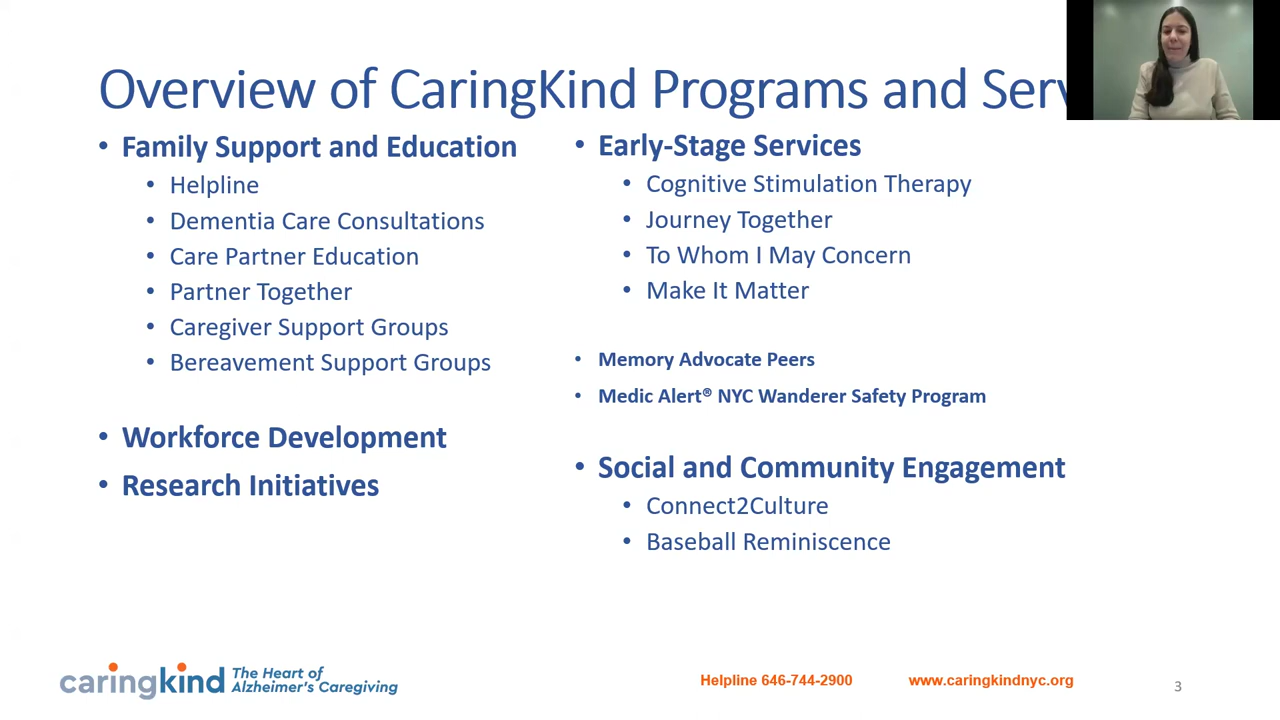 Overview of CaringKind Programs and Serv
• Family Support and Education
• Helpline
• Dementia Care Consultations
• Care Partner Education
• Partner Together
• Caregiver Support Groups
• Bereavement Support Groups
• Workforce Development
• Research Initiatives
• Early-Stage Services
• Cognitive Stimulation Therapy
• Journey Together
• To Whom I May Concern
• Make It Matter
• Memory Advocate Peers
• Medic Alert® NYC Wanderer Safety Program
• Social and Community Engagement
• Connect2Culture
• Baseball Reminiscence
caringkind
The Heart of
Alzheimer's Caregiving
Helpline 646-744-2900
www.caringkindnyc.org
3